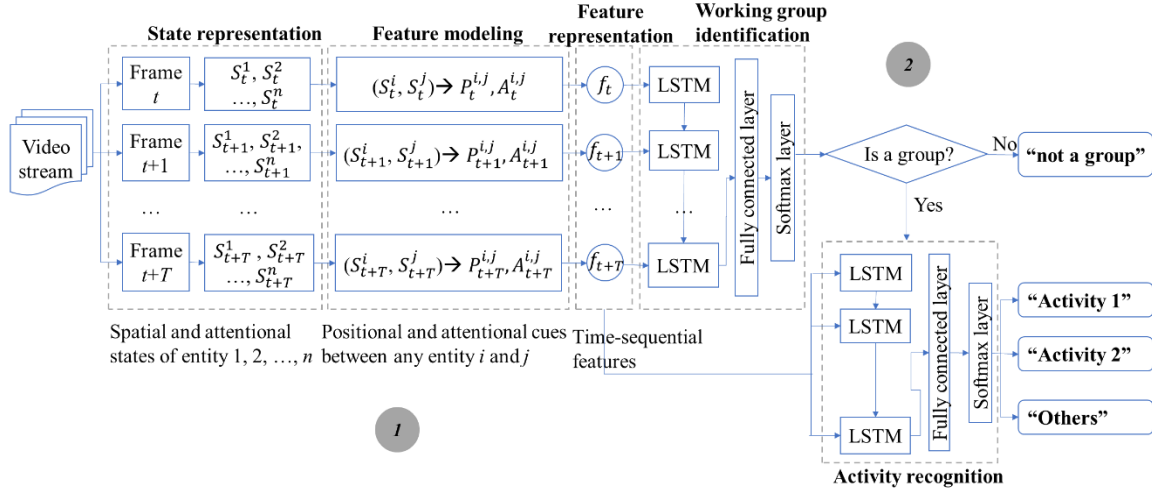 State representation
Feature modeling
Feature
representation
Working group
identification
2
Video
stream
Frame
t
S_t^1, S_t^2
…, S_t^n
(S_t^i, S_t^j)→ P_t^{i,j}, A_t^{i,j}
f_t
LSTM
Frame
t+1
S_{t+1}^1, S_{t+1}^2,
…, S_{t+1}^n
(S_{t+1}^i, S_{t+1}^j)→ P_{t+1}^{i,j}, A_{t+1}^{i,j}
f_{t+1}
LSTM
…
…
…
…
…
Frame
t+T
S_{t+T}^1, S_{t+T}^2
…, S_{t+T}^n
(S_{t+T}^i, S_{t+T}^j)→ P_{t+T}^{i,j}, A_{t+T}^{i,j}
f_{t+T}
LSTM
Fully connected layer
Softmax layer
Is a group?
No
“not a group”
Yes
Spatial and attentional
states of entity 1, 2, …, n
Positional and attentional cues
between any entity i and j
Time-sequential
features
1
LSTM
LSTM
LSTM
Fully connected layer
Softmax layer
“Activity 1”
“Activity 2”
“Others”
Activity recognition